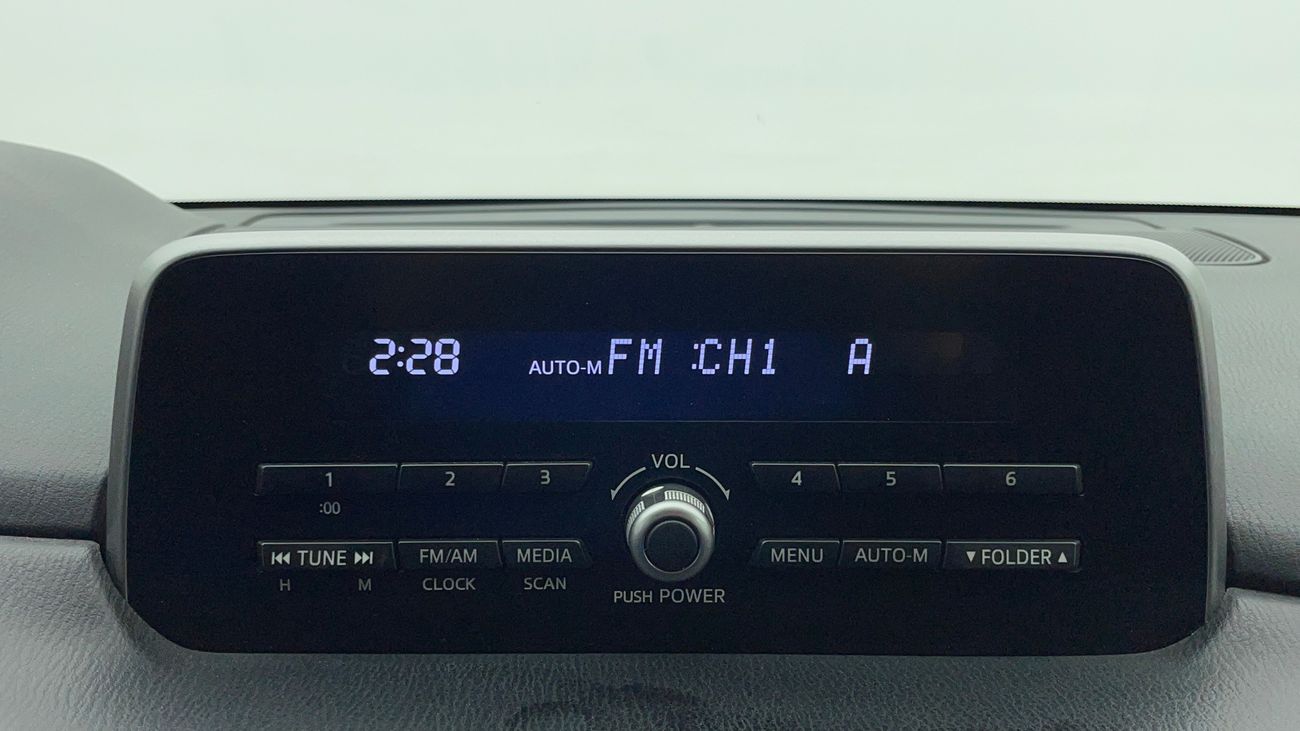 2:28 AUTO-M FM :CH1 A
VOL
1 2 3 4 5 6
:00
⏮ TUNE ⏭ FM/AM MEDIA MENU AUTO-M ▼ FOLDER ▲
H M CLOCK SCAN
PUSH POWER